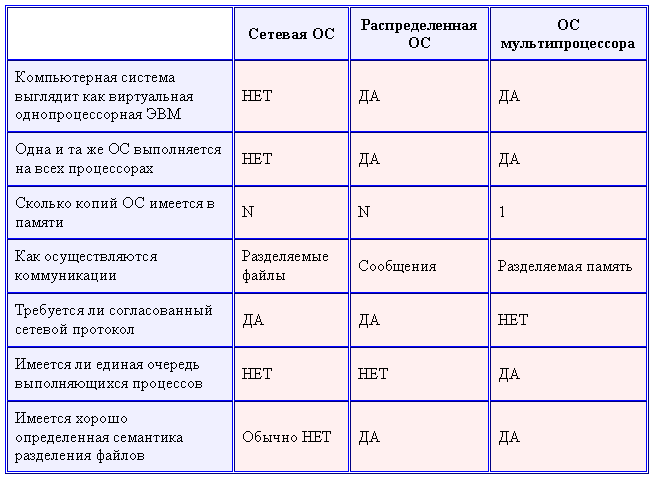 Сетевая ОС
Распределенная
ОС
ОС
мультипроцессора
Компьютерная система
выглядит как виртуальная
однопроцессорная ЭВМ
НЕТ
ДА
ДА
Одна и та же ОС выполняется
на всех процессорах
НЕТ
ДА
ДА
Сколько копий ОС имеется в
памяти
N
N
1
Как осуществляются
коммуникации
Разделяемые
файлы
Сообщения
Разделяемая память
Требуется ли согласованный
сетевой протокол
ДА
ДА
НЕТ
Имеется ли единая очередь
выполняющихся процессов
НЕТ
НЕТ
ДА
Имеется хорошо
определенная семантика
разделения файлов
Обычно НЕТ
ДА
ДА